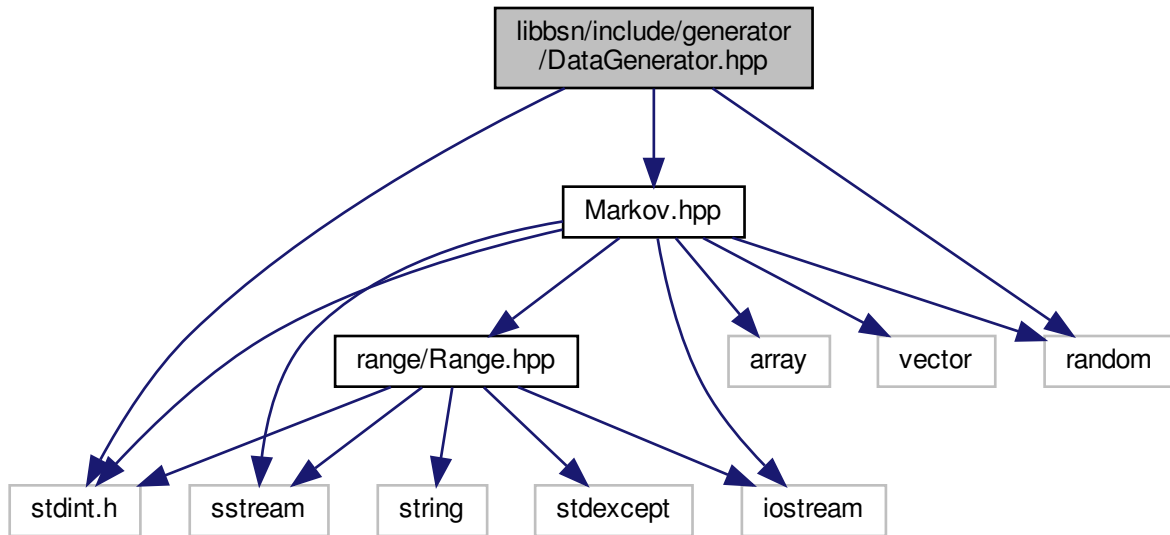 libbsn/include/generator
/DataGenerator.hpp
Markov.hpp
range/Range.hpp
array
vector
random
stdint.h
sstream
string
stdexcept
iostream